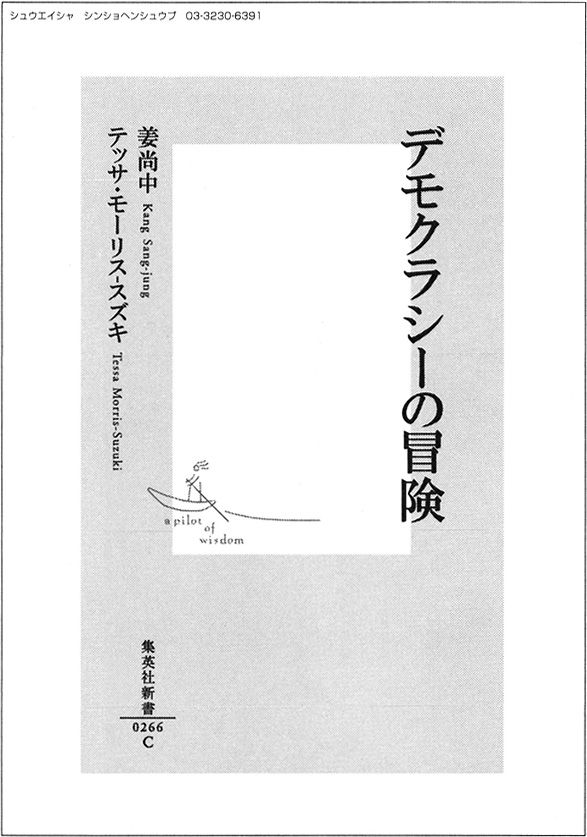 シュウエイシャ　シンショヘンシュウブ　03-3230-6391
デモクラシーの冒険
姜尚中 Kang Sang-jung
テッサ・モーリス-スズキ Tessa Morris-Suzuki
a pilot
of
wisdom
集英社新書
0266
C